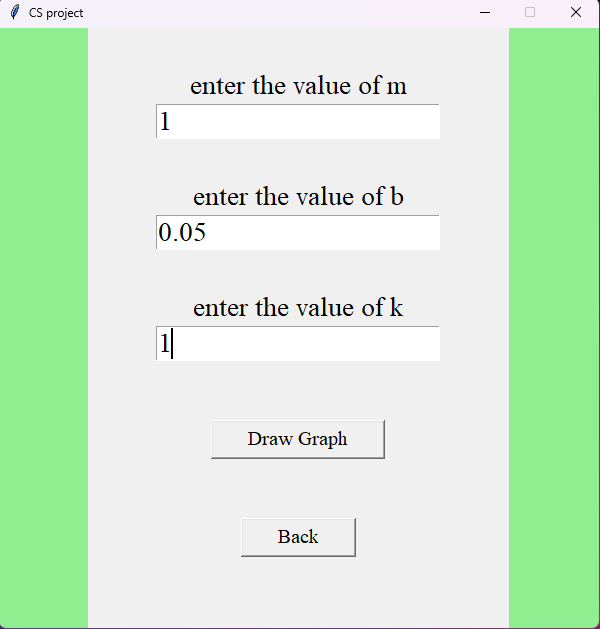 CS project
enter the value of m
1
enter the value of b
0.05
enter the value of k
1
Draw Graph
Back